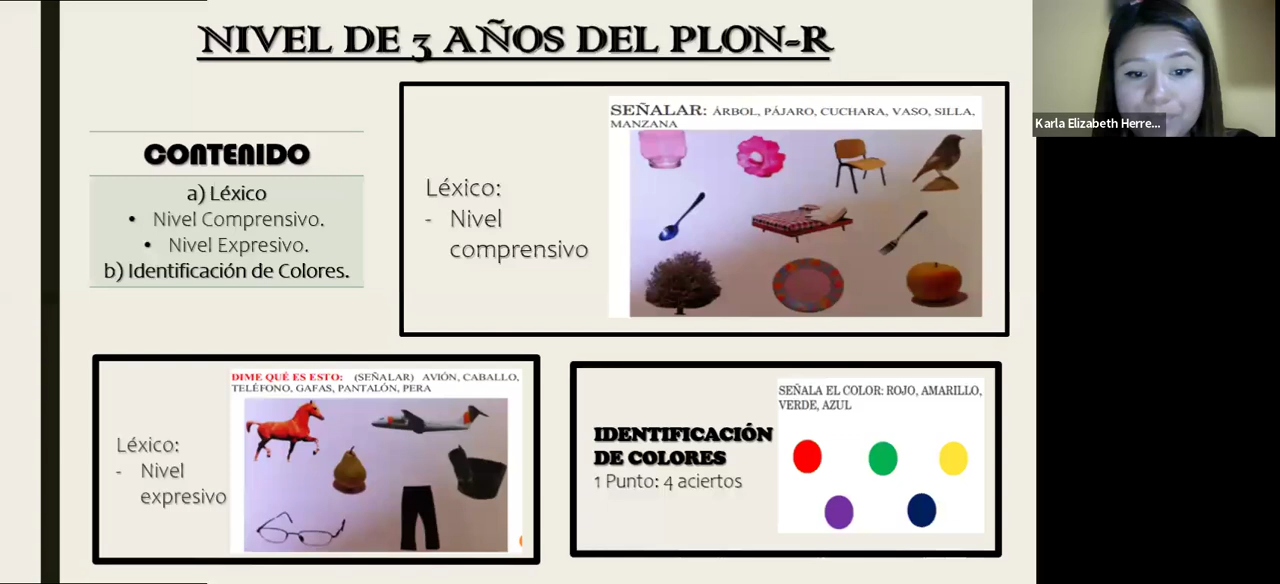 NIVEL DE 3 AÑOS DEL PLON-R
CONTENIDO
a) Léxico
• Nivel Comprensivo.
• Nivel Expresivo.
b) Identificación de Colores.
Léxico:
- Nivel
comprensivo
SEÑALAR: ÁRBOL, PÁJARO, CUCHARA, VASO, SILLA,
MANZANA
Karla Elizabeth Herre...
Léxico:
- Nivel
expresivo
DIME QUÉ ES ESTO: (SEÑALAR) AVIÓN, CABALLO,
TELÉFONO, GAFAS, PANTALÓN, PERA
IDENTIFICACIÓN
DE COLORES
1 Punto: 4 aciertos
SEÑALA EL COLOR: ROJO, AMARILLO,
VERDE, AZUL